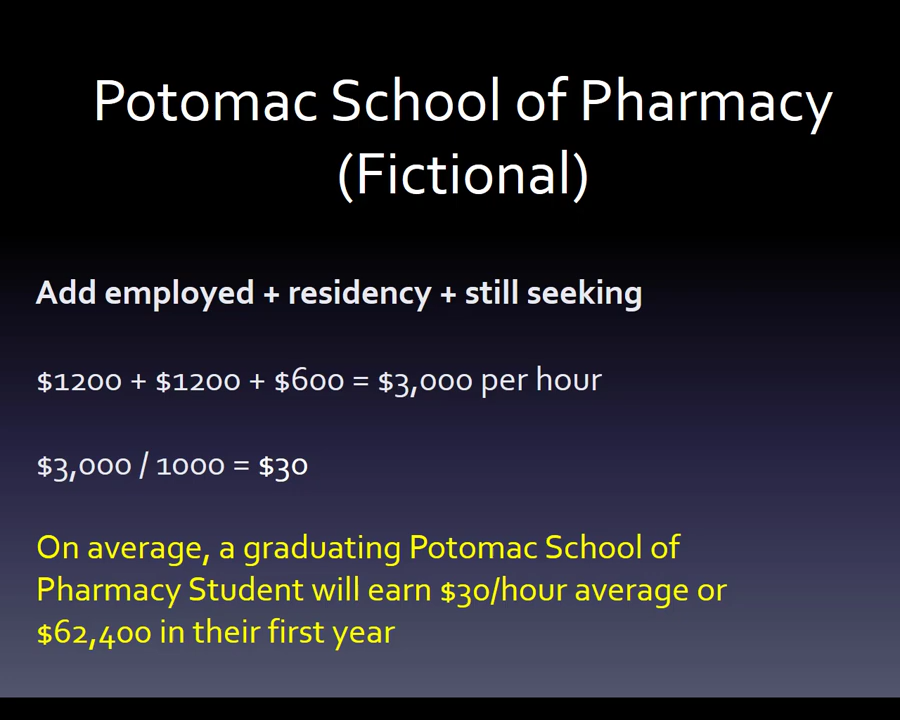 Potomac School of Pharmacy
(Fictional)
Add employed + residency + still seeking
$1200 + $1200 + $600 = $3,000 per hour
$3,000 / 1000 = $30
On average, a graduating Potomac School of
Pharmacy Student will earn $30/hour average or
$62,400 in their first year